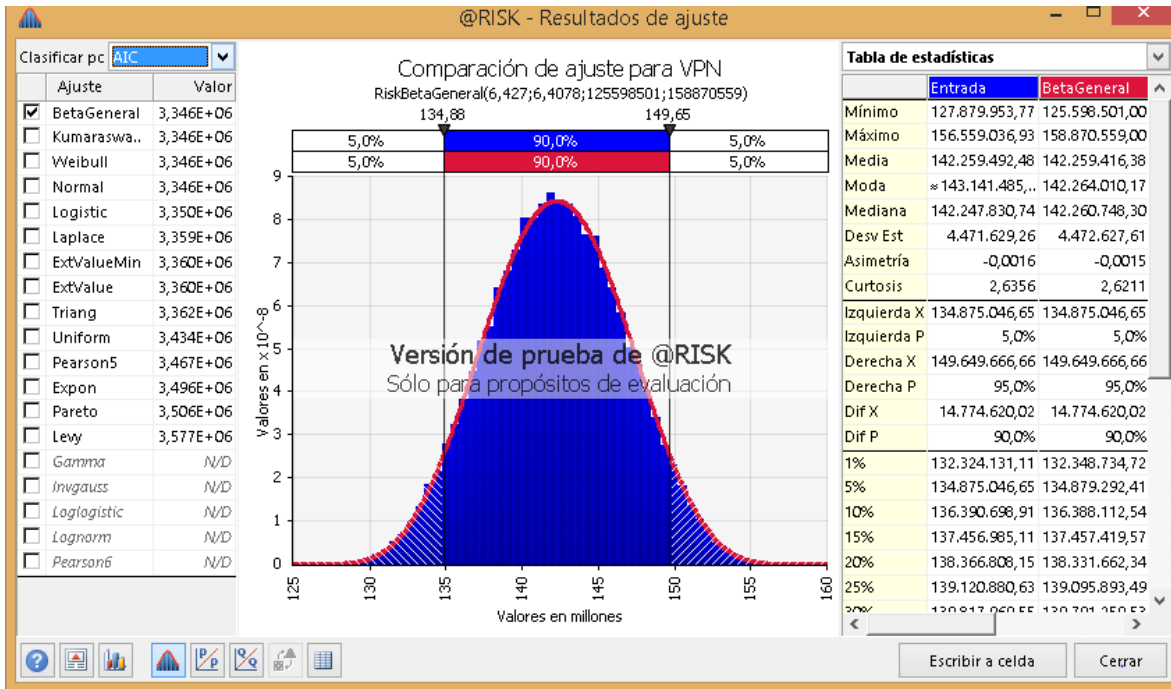 @RISK - Resultados de ajuste
Clasificar pc AIC
Ajuste Valor
BetaGeneral 3,346E+06
Kumaraswa.. 3,346E+06
Weibull 3,346E+06
Normal 3,346E+06
Logistic 3,350E+06
Laplace 3,359E+06
ExtValueMin 3,360E+06
ExtValue 3,360E+06
Triang 3,362E+06
Uniform 3,434E+06
Pearson5 3,467E+06
Expon 3,496E+06
Pareto 3,506E+06
Levy 3,577E+06
Gamma N/D
Invgauss N/D
Loglogistic N/D
Lognorm N/D
Pearson6 N/D
Comparación de ajuste para VPN
RiskBetaGeneral(6,427;6,4078;125598501;158870559)
134,88 149,65
5,0% 90,0% 5,0%
5,0% 90,0% 5,0%
9
8
7
6
5
4
3
2
1
0
Valores en x 10^-8
Versión de prueba de @RISK
Sólo para propósitos de evaluación
125 130 135 140 145 150 155 160
Valores en millones
Tabla de estadísticas
Entrada BetaGeneral
Mínimo 127.879.953,77 125.598.501,00
Máximo 156.559.036,93 158.870.559,00
Media 142.259.492,48 142.259.416,38
Moda ≈143.141.485,.. 142.264.010,17
Mediana 142.247.830,74 142.260.748,30
Desv Est 4.471.629,26 4.472.627,61
Asimetría -0,0016 -0,0015
Curtosis 2,6356 2,6211
Izquierda X 134.875.046,65 134.875.046,65
Izquierda P 5,0% 5,0%
Derecha X 149.649.666,66 149.649.666,66
Derecha P 95,0% 95,0%
Dif X 14.774.620,02 14.774.620,02
Dif P 90,0% 90,0%
1% 132.324.131,11 132.348.734,72
5% 134.875.046,65 134.879.292,41
10% 136.390.698,91 136.388.112,54
15% 137.456.985,11 137.457.419,57
20% 138.366.808,15 138.331.662,34
25% 139.120.880,63 139.095.893,49
Escribir a celda Cerrar